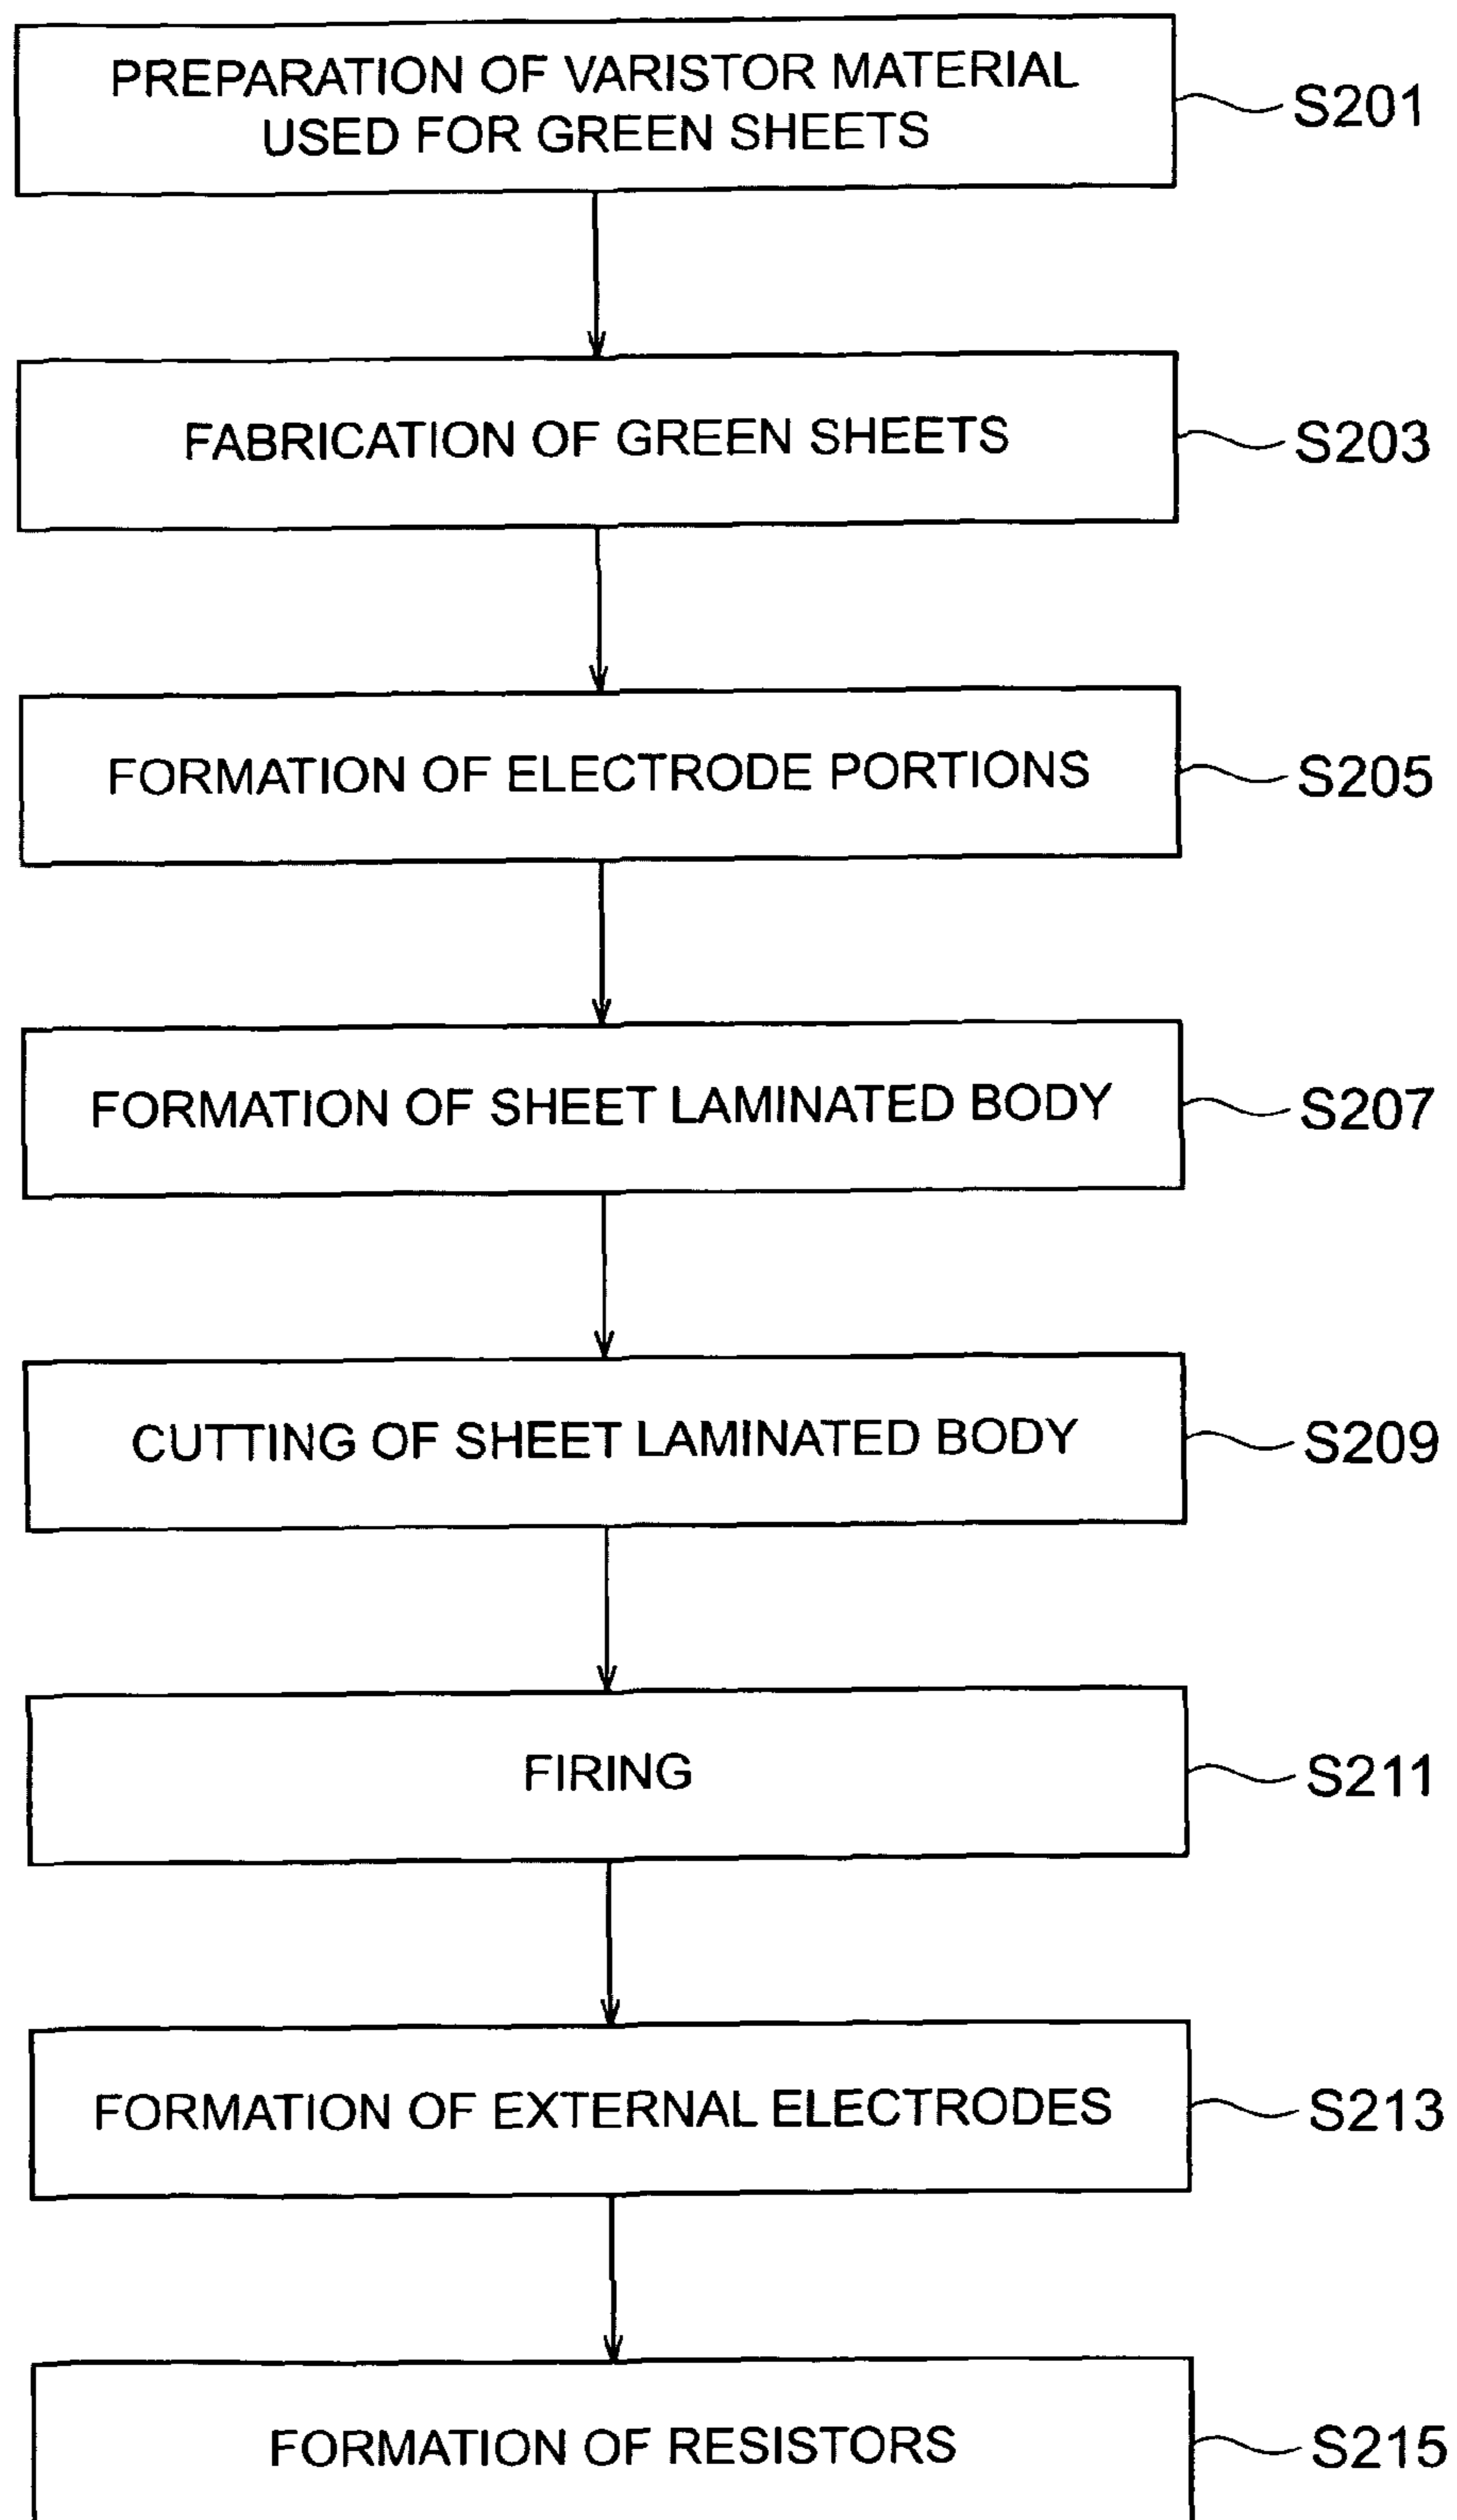 PREPARATION OF VARISTOR MATERIAL
USED FOR GREEN SHEETS
S201
FABRICATION OF GREEN SHEETS
S203
FORMATION OF ELECTRODE PORTIONS
S205
FORMATION OF SHEET LAMINATED BODY
S207
CUTTING OF SHEET LAMINATED BODY
S209
FIRING
S211
FORMATION OF EXTERNAL ELECTRODES
S213
FORMATION OF RESISTORS
S215